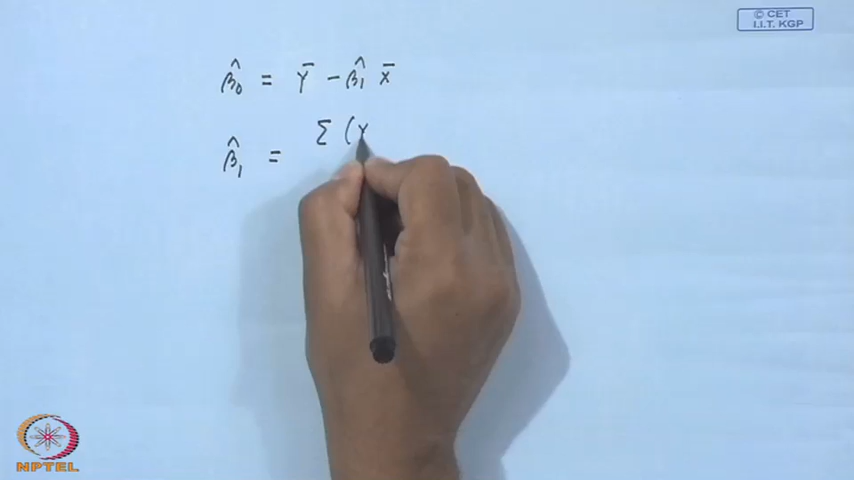 © CET
I.I.T. KGP
β̂₀ = Ȳ - β̂₁ x̄
β̂₁ = Σ (Y
NPTEL